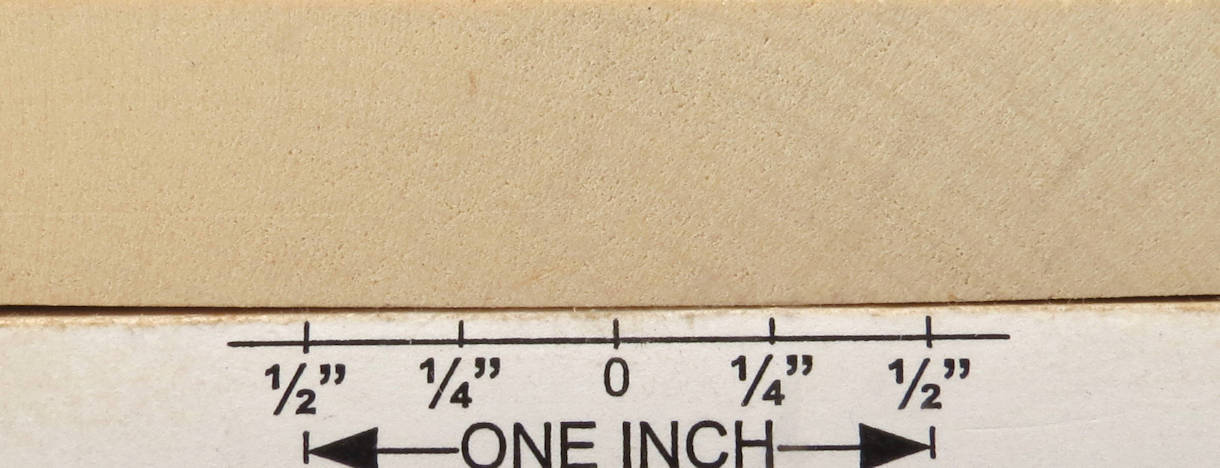 ½” ¼” 0 ¼” ½”
ONE INCH